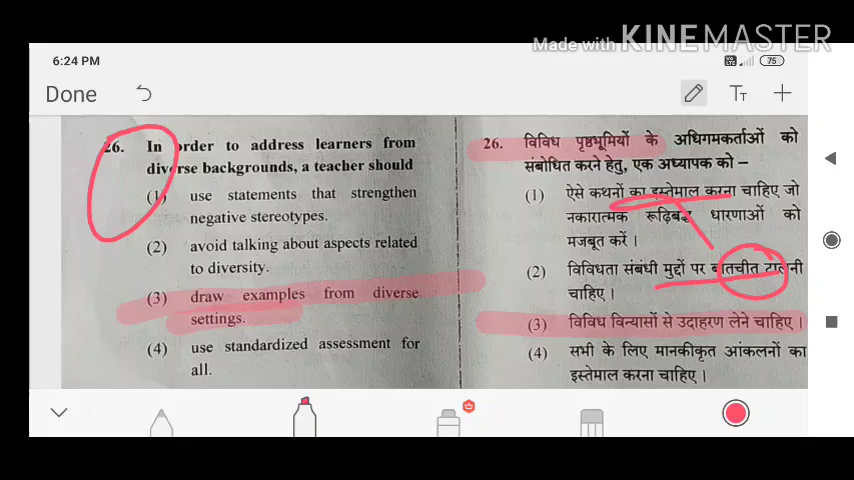 Made with KINEMASTER
6:24 PM
75
Done
26. In order to address learners from
diverse backgrounds, a teacher should
(1) use statements that strengthen
negative stereotypes.
(2) avoid talking about aspects related
to diversity.
(3) draw examples from diverse
settings.
(4) use standardized assessment for
all.
26. विविध पृष्ठभूमियों के अधिगमकर्ताओं को
संबोधित करने हेतु, एक अध्यापक को –
(1) ऐसे कथनों का इस्तेमाल करना चाहिए जो
नकारात्मक रूढ़िबद्ध धारणाओं को
मजबूत करें ।
(2) विविधता संबंधी मुद्दों पर बातचीत टालनी
चाहिए ।
(3) विविध विन्यासों से उदाहरण लेने चाहिए ।
(4) सभी के लिए मानकीकृत आंकलनों का
इस्तेमाल करना चाहिए ।